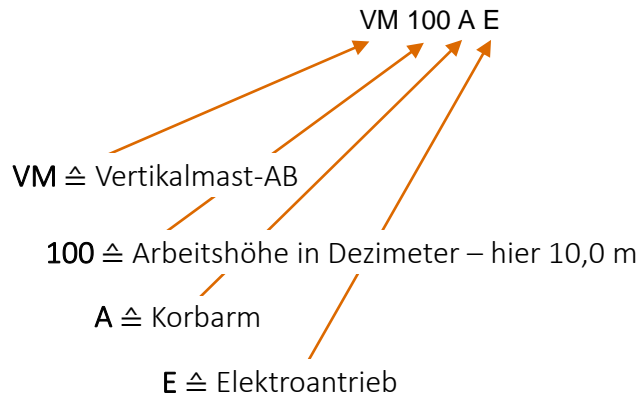 VM 100 A E
VM ≙ Vertikalmast-AB
100 ≙ Arbeitshöhe in Dezimeter – hier 10,0 m
A ≙ Korbarm
E ≙ Elektroantrieb